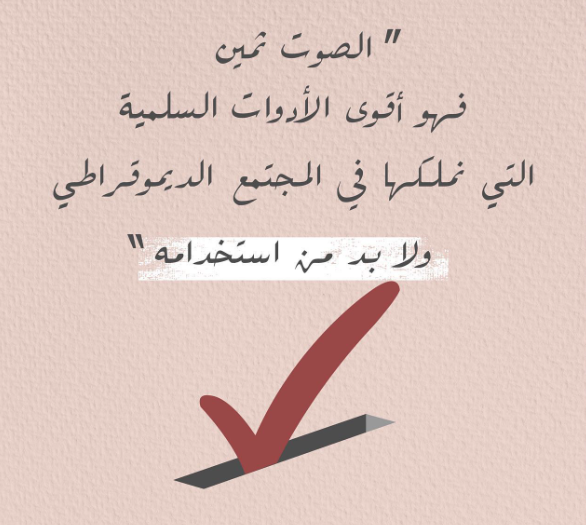 " الصوت ثمين
فهو أقوى الأدوات السلمية
التي نملكها في المجتمع الديموقراطي
ولا بد من استخدامه "